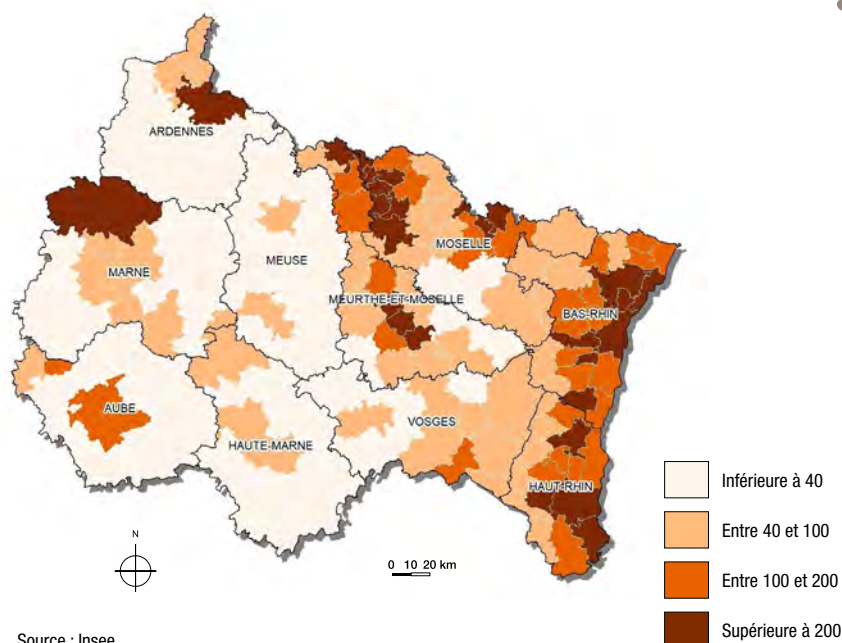 ARDENNES
MOSELLE
MEUSE
MARNE
MEURTHE-ET-MOSELLE
BAS-RHIN
AUBE
VOSGES
HAUTE-MARNE
HAUT-RHIN
N
0 10 20 km
Inférieure à 40
Entre 40 et 100
Entre 100 et 200
Supérieure à 200
Source : Insee